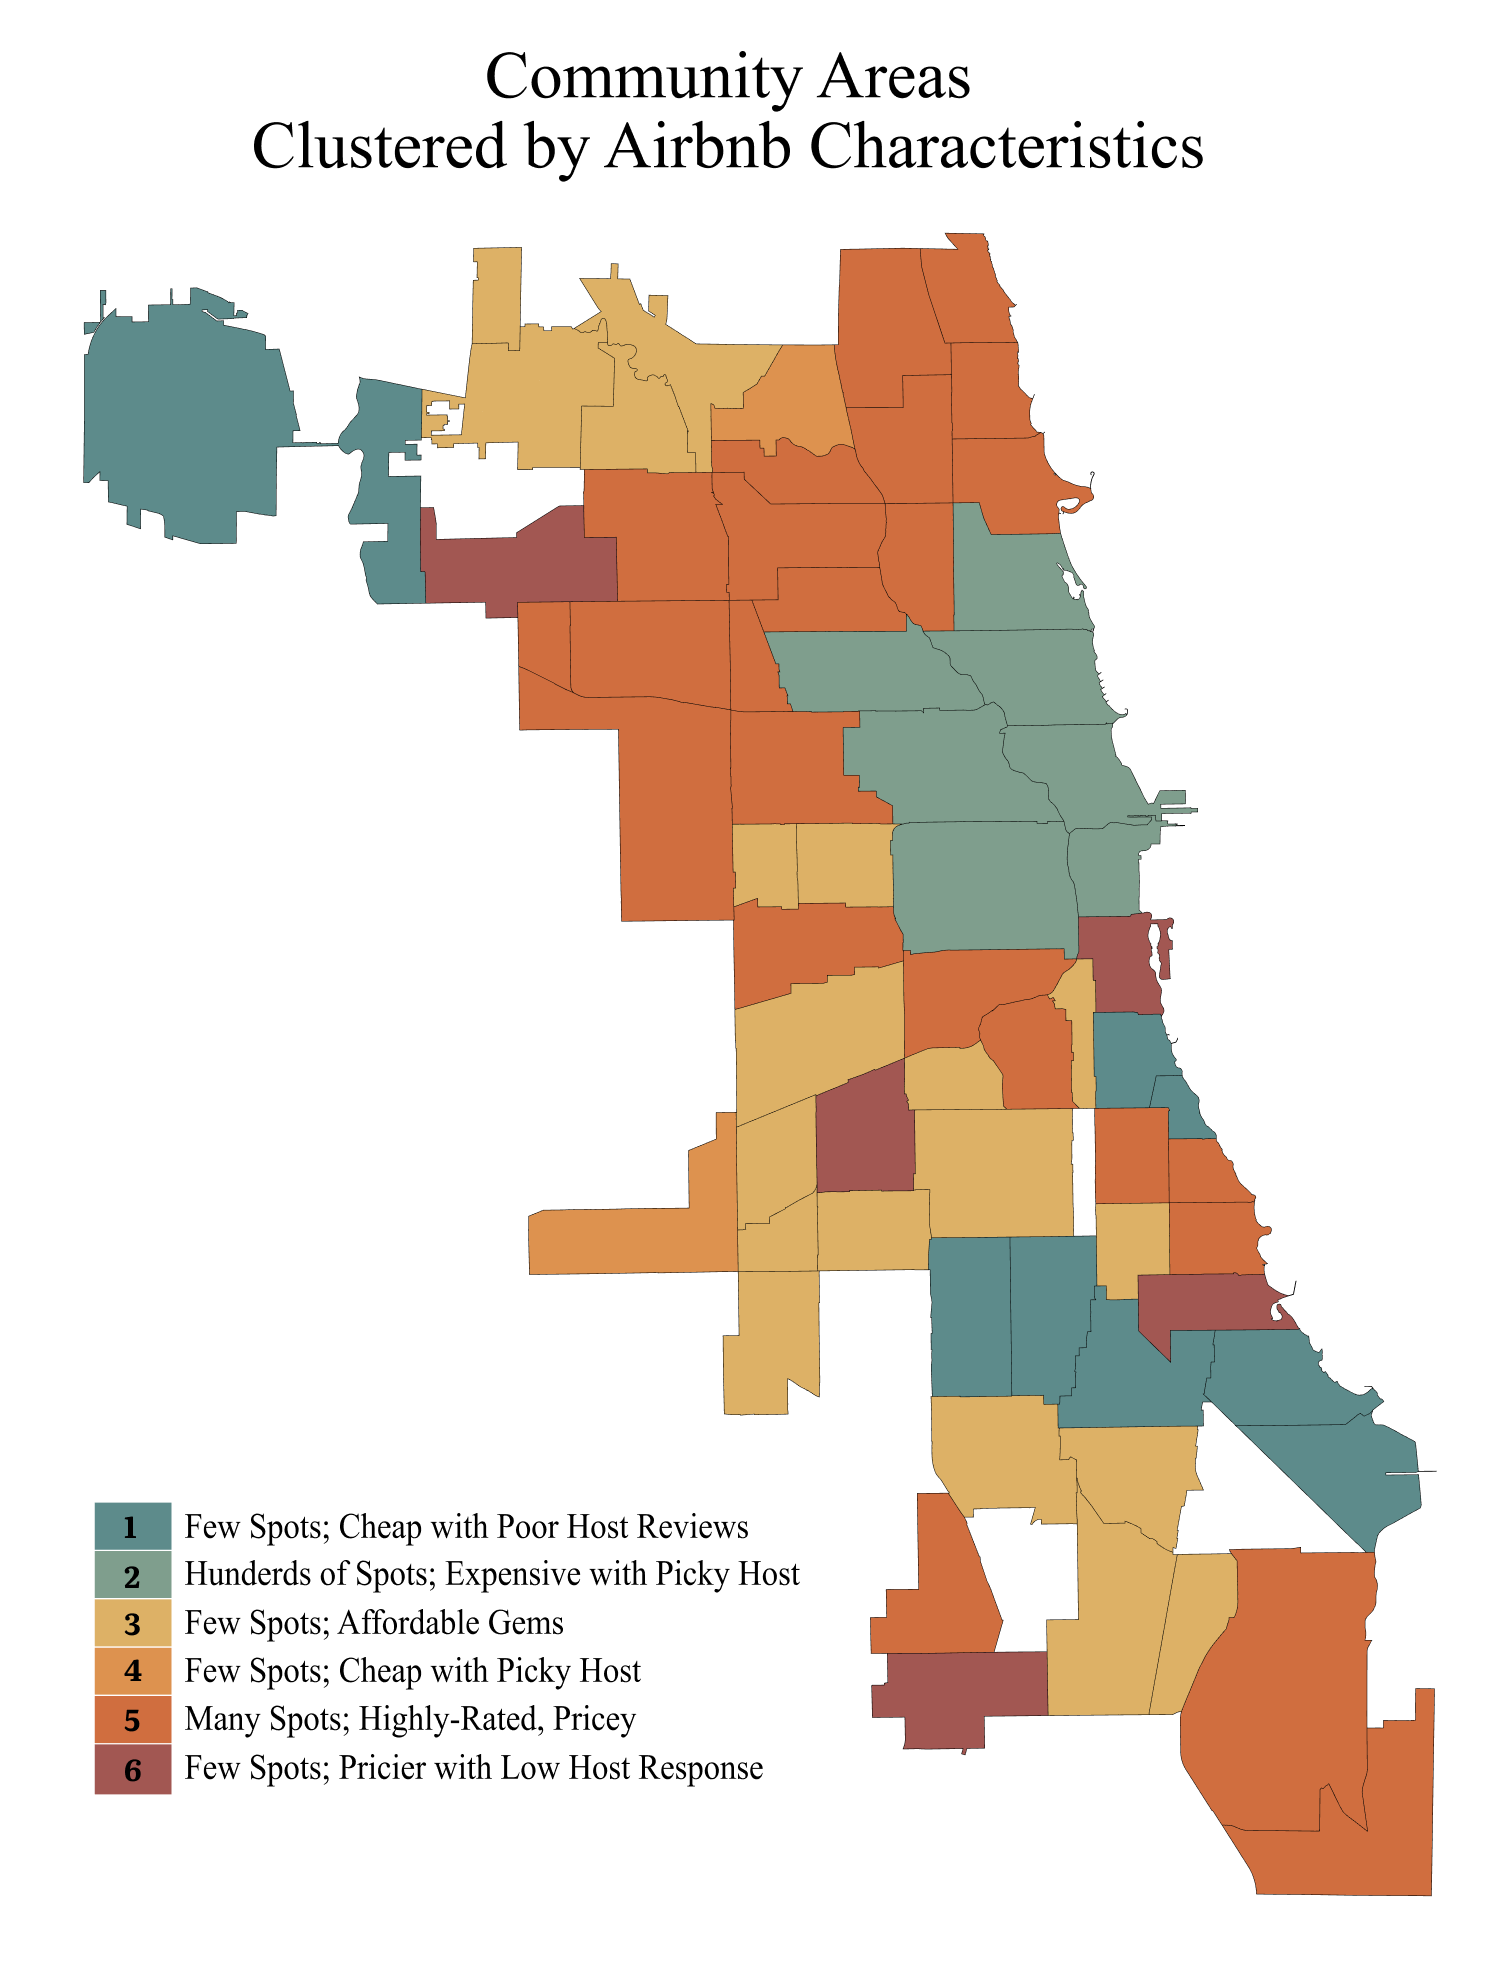 Community Areas
Clustered by Airbnb Characteristics
1 Few Spots; Cheap with Poor Host Reviews
2 Hunderds of Spots; Expensive with Picky Host
3 Few Spots; Affordable Gems
4 Few Spots; Cheap with Picky Host
5 Many Spots; Highly-Rated, Pricey
6 Few Spots; Pricier with Low Host Response